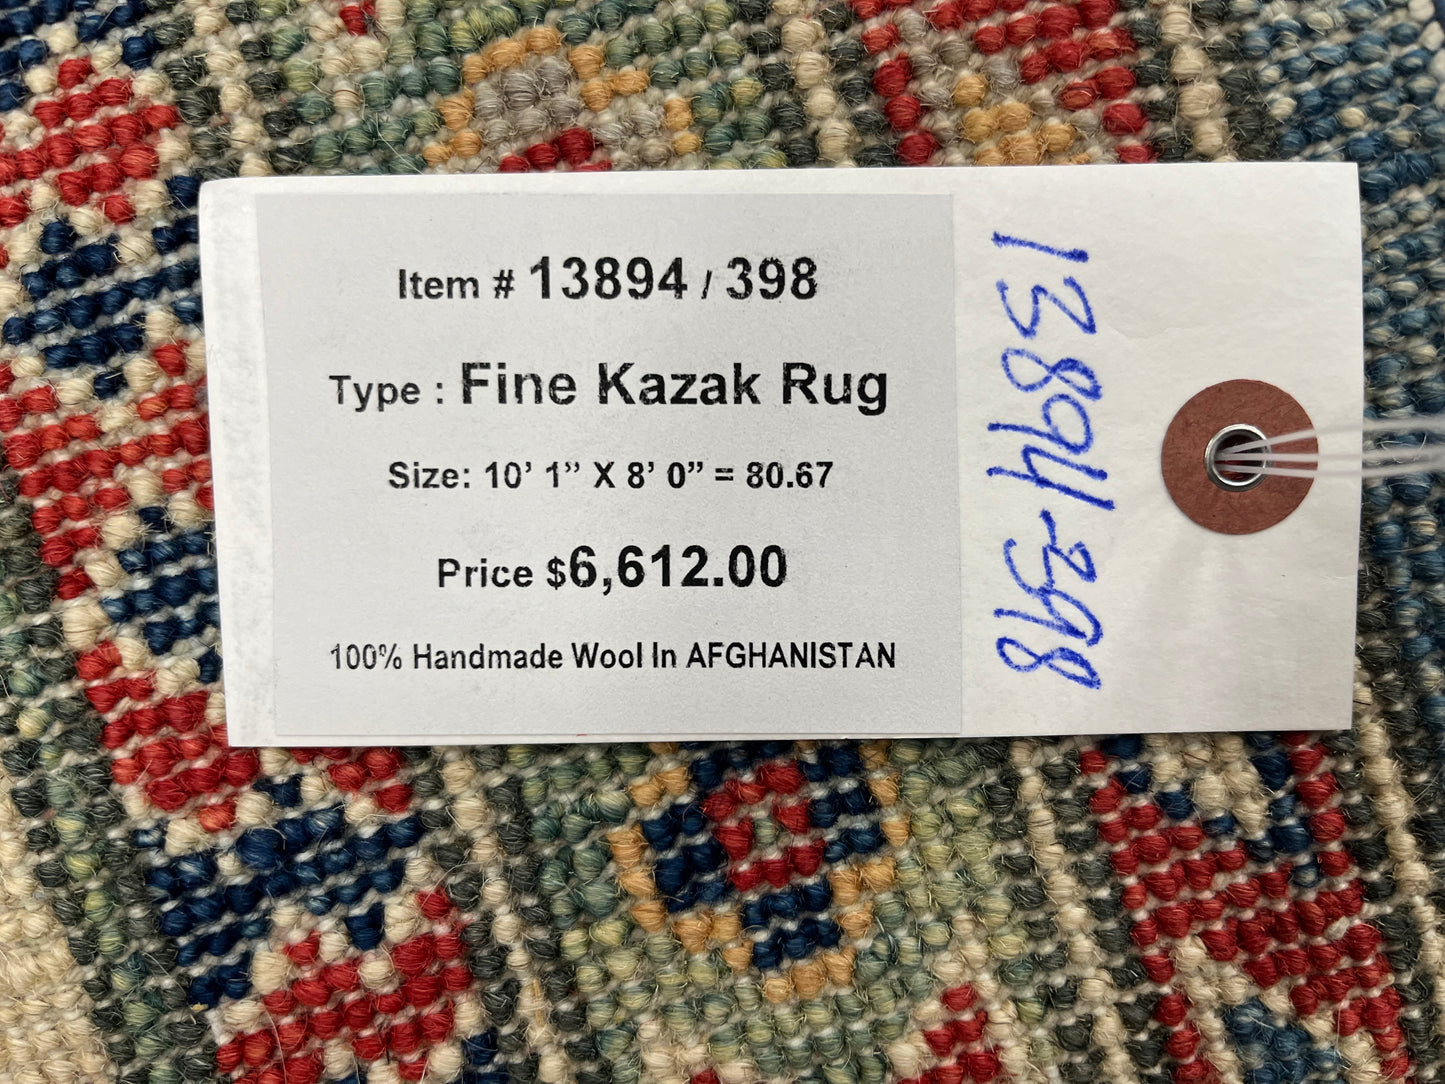 Item # 13894 / 398
Type : Fine Kazak Rug
Size: 10’ 1” X 8’ 0” = 80.67
Price $6,612.00
100% Handmade Wool In AFGHANISTAN
13894-398